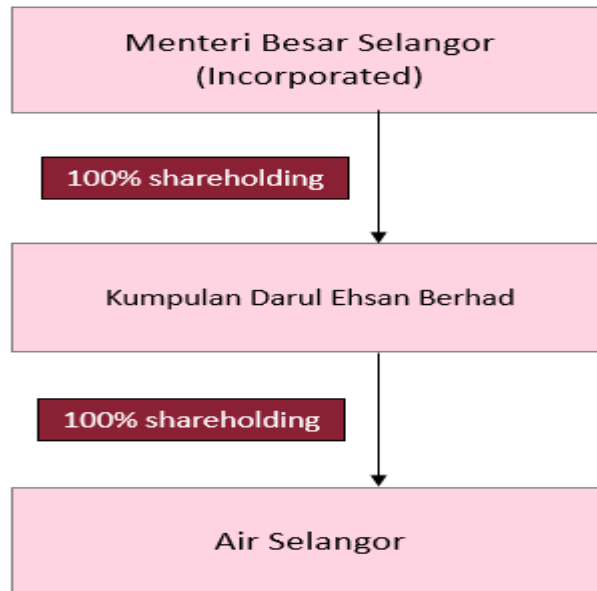 Menteri Besar Selangor
(Incorporated)
100% shareholding
Kumpulan Darul Ehsan Berhad
100% shareholding
Air Selangor